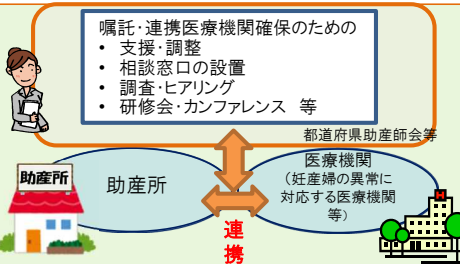 嘱託・連携医療機関確保のための
• 支援・調整
• 相談窓口の設置
• 調査・ヒアリング
• 研修会・カンファレンス 等
都道府県助産師会等
助産所
助産所
医療機関
（妊産婦の異常に
対応する医療機関
等）
連
携
H